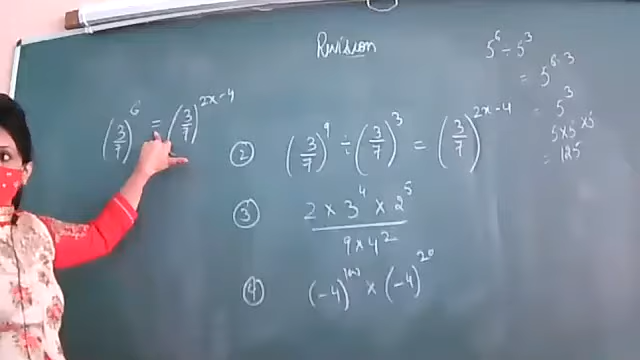 Revision
5⁶ ÷ 5³
= 5⁶⁻³
= 5³
5×5×5
= 125
(3/7)⁶ = (3/7)²ˣ⁻⁴
② (3/7)⁹ ÷ (3/7)³ = (3/7)²ˣ⁻⁴
③ 2 × 3⁴ × 2⁵
9 × 4²
④ (-4)¹⁰⁰ × (-4)²⁰